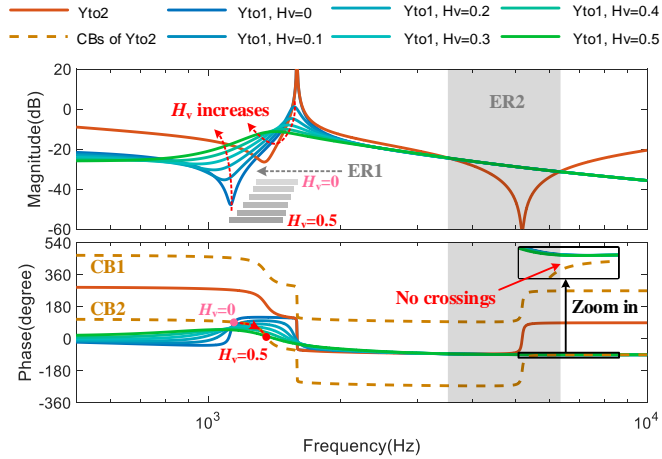 Yto2 Yto1, Hv=0 Yto1, Hv=0.2 Yto1, Hv=0.4
CBs of Yto2 Yto1, Hv=0.1 Yto1, Hv=0.3 Yto1, Hv=0.5
20
0
-20
-40
-60
Magnitude(dB)
Hv increases
ER2
ER1
Hv=0
Hv=0.5
540
360
180
0
-180
-360
Phase(degree)
CB1
CB2
Hv=0
Hv=0.5
No crossings
Zoom in
10³ 10⁴
Frequency(Hz)